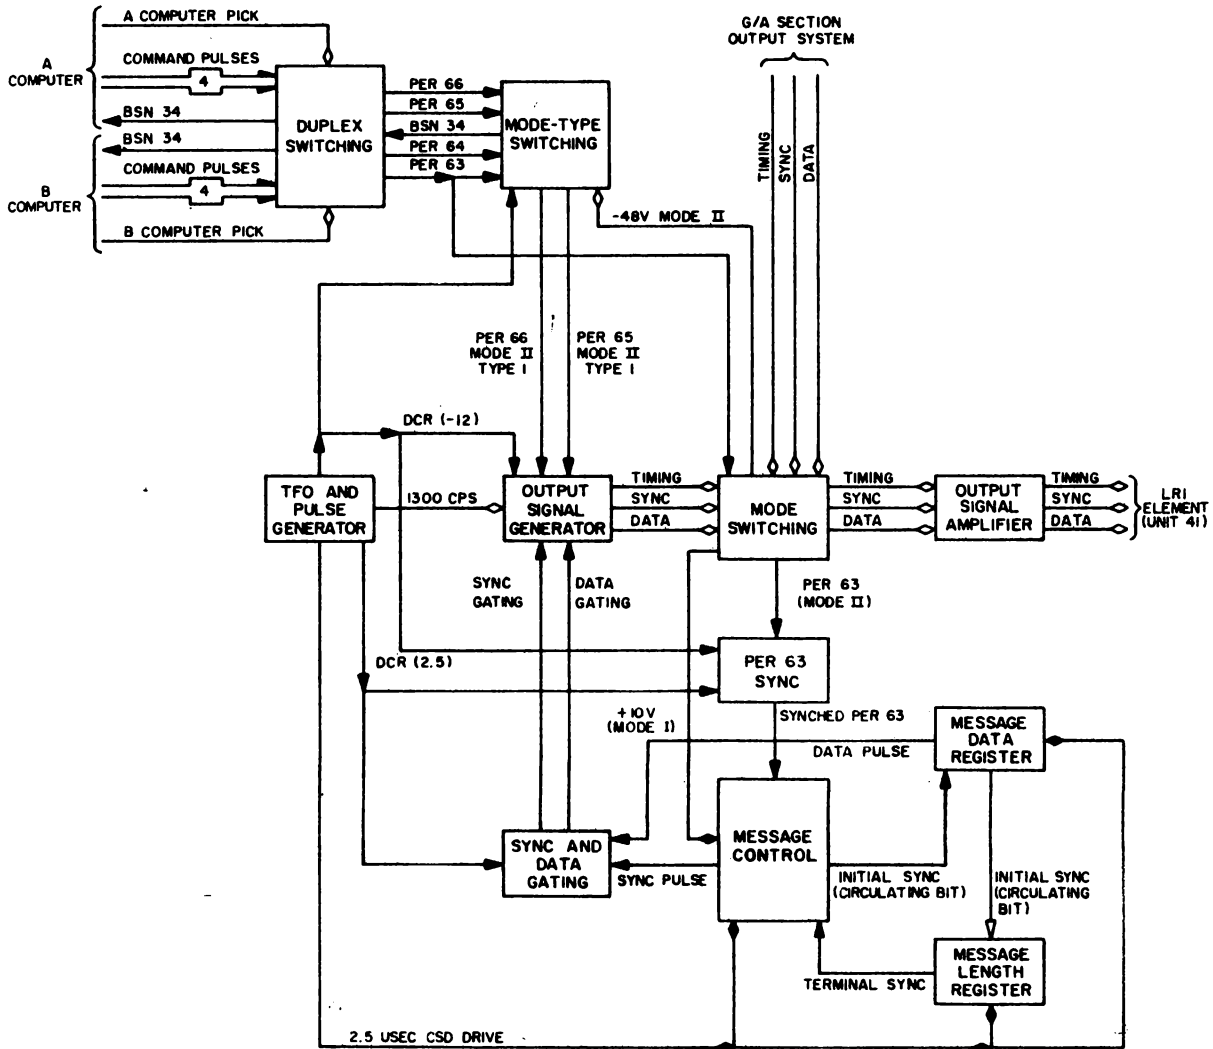 A COMPUTER PICK
G/A SECTION
OUTPUT SYSTEM
A
COMPUTER
COMMAND PULSES
4
BSN 34
BSN 34
COMMAND PULSES
4
B
COMPUTER
B COMPUTER PICK
DUPLEX
SWITCHING
PER 66
PER 65
BSN 34
PER 64
PER 63
MODE-TYPE
SWITCHING
-48V MODE II
TIMING
SYNC
DATA
PER 66
MODE II
TYPE I
PER 65
MODE II
TYPE I
DCR (-12)
TFO AND
PULSE
GENERATOR
1300 CPS
OUTPUT
SIGNAL
GENERATOR
TIMING
SYNC
DATA
MODE
SWITCHING
TIMING
SYNC
DATA
OUTPUT
SIGNAL
AMPLIFIER
TIMING
SYNC
DATA
LRI
ELEMENT
(UNIT 41)
SYNC
GATING
DATA
GATING
PER 63
(MODE II)
DCR (2.5)
PER 63
SYNC
+10V
(MODE I)
SYNCHED PER 63
DATA PULSE
MESSAGE
DATA
REGISTER
SYNC AND
DATA
GATING
SYNC PULSE
MESSAGE
CONTROL
INITIAL SYNC
(CIRCULATING BIT)
INITIAL SYNC
(CIRCULATING
BIT)
TERMINAL SYNC
MESSAGE
LENGTH
REGISTER
2.5 USEC CSD DRIVE